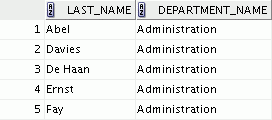 LAST_NAME DEPARTMENT_NAME
1 Abel Administration
2 Davies Administration
3 De Haan Administration
4 Ernst Administration
5 Fay Administration